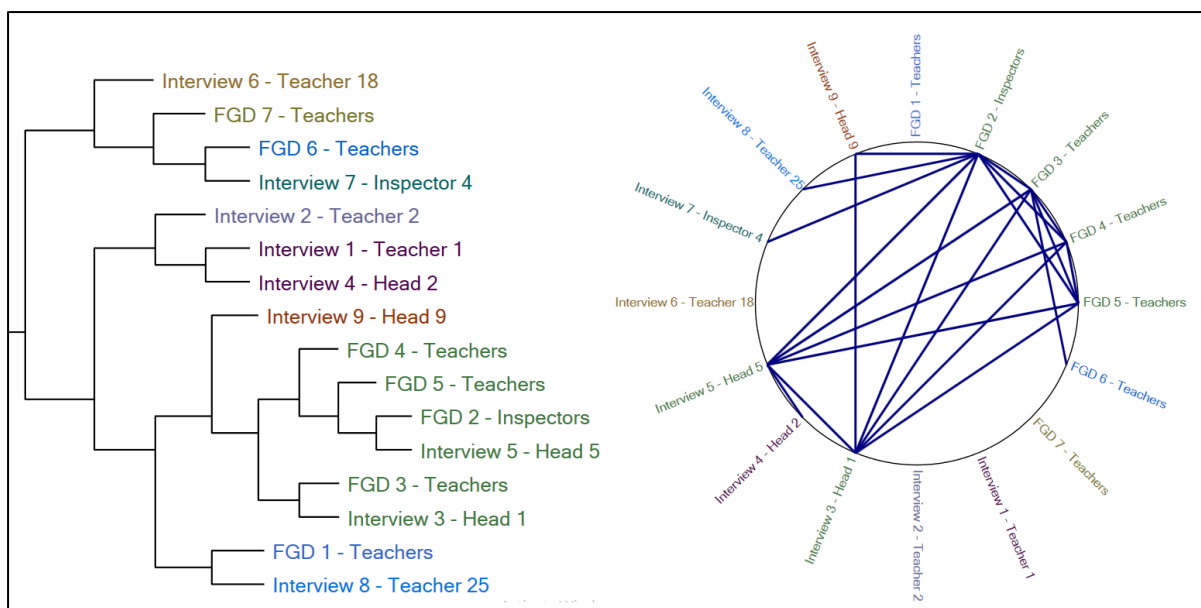 Interview 6 - Teacher 18
FGD 7 - Teachers
FGD 6 - Teachers
Interview 7 - Inspector 4
Interview 2 - Teacher 2
Interview 1 - Teacher 1
Interview 4 - Head 2
Interview 9 - Head 9
FGD 4 - Teachers
FGD 5 - Teachers
FGD 2 - Inspectors
Interview 5 - Head 5
FGD 3 - Teachers
Interview 3 - Head 1
FGD 1 - Teachers
Interview 8 - Teacher 25
FGD 1 - Teachers
FGD 2 - Inspectors
FGD 3 - Teachers
FGD 4 - Teachers
FGD 5 - Teachers
FGD 6 - Teachers
FGD 7 - Teachers
Interview 1 - Teacher 1
Interview 2 - Teacher 2
Interview 3 - Head 1
Interview 4 - Head 2
Interview 5 - Head 5
Interview 6 - Teacher 18
Interview 7 - Inspector 4
Interview 8 - Teacher 25
Interview 9 - Head 9